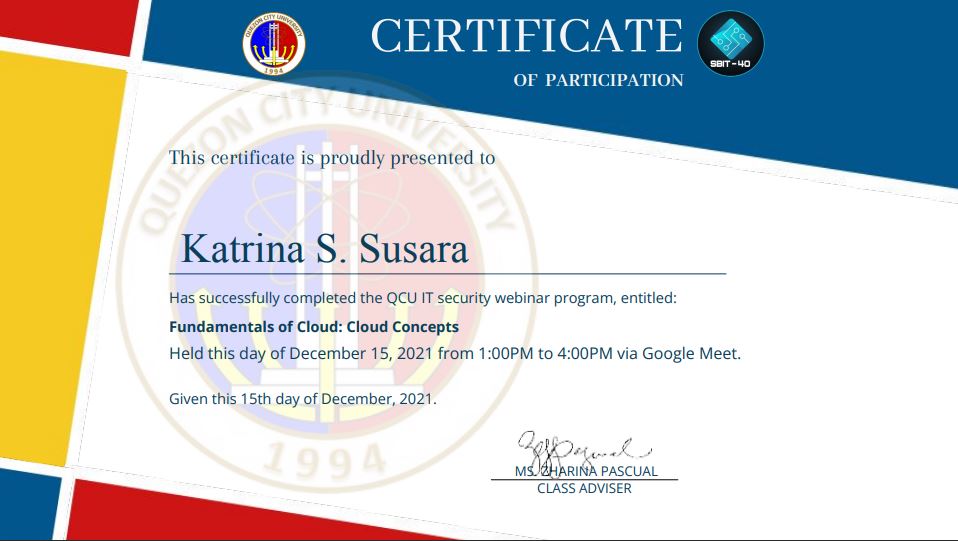 QUEZON CITY UNIVERSITY
1994
CERTIFICATE
SBIT-4O
OF PARTICIPATION
QUEZON CITY UNIVERSITY
This certificate is proudly presented to
Katrina S. Susara
Has successfully completed the QCU IT security webinar program, entitled:
Fundamentals of Cloud: Cloud Concepts
Held this day of December 15, 2021 from 1:00PM to 4:00PM via Google Meet.
Given this 15th day of December, 2021.
1994
MS. ZHARINA PASCUAL
CLASS ADVISER